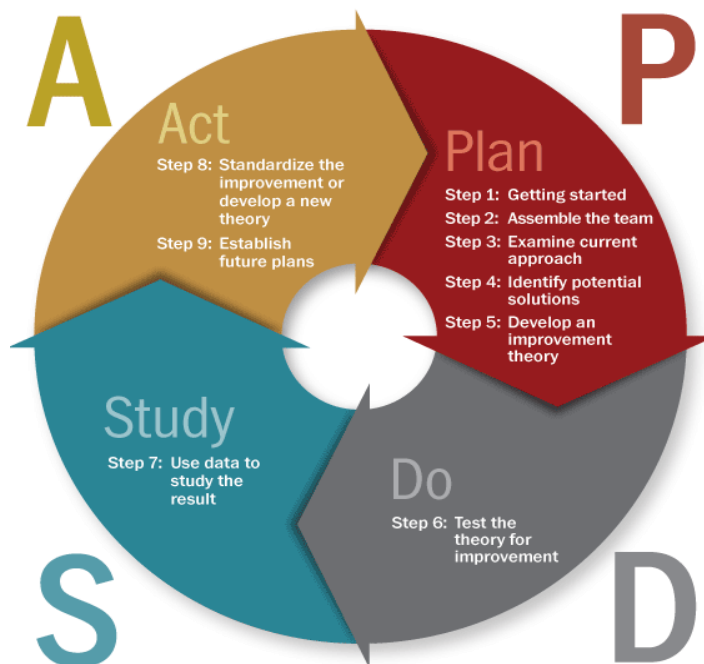 A
P
Act
Step 8: Standardize the
improvement or
develop a new
theory
Step 9: Establish
future plans
Plan
Step 1: Getting started
Step 2: Assemble the team
Step 3: Examine current
approach
Step 4: Identify potential
solutions
Step 5: Develop an
improvement
theory
Study
Step 7: Use data to
study the
result
Do
Step 6: Test the
theory for
improvement
S
D